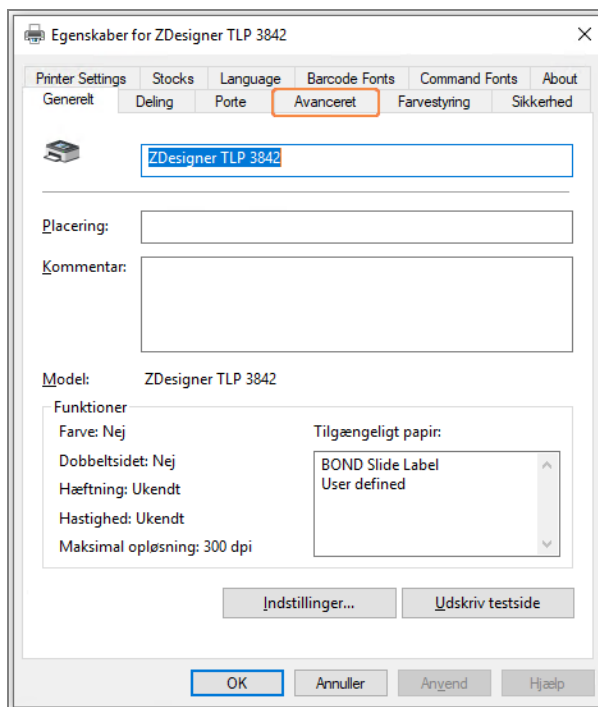 Egenskaber for ZDesigner TLP 3842
Printer Settings Stocks Language Barcode Fonts Command Fonts About
Generelt Deling Porte Avanceret Farvestyring Sikkerhed
ZDesigner TLP 3842
Placering:
Kommentar:
Model: ZDesigner TLP 3842
Funktioner
Farve: Nej
Dobbeltsidet: Nej
Hæftning: Ukendt
Hastighed: Ukendt
Maksimal opløsning: 300 dpi
Tilgængeligt papir:
BOND Slide Label
User defined
Indstillinger... Udskriv testside
OK Annuller Anvend Hjælp